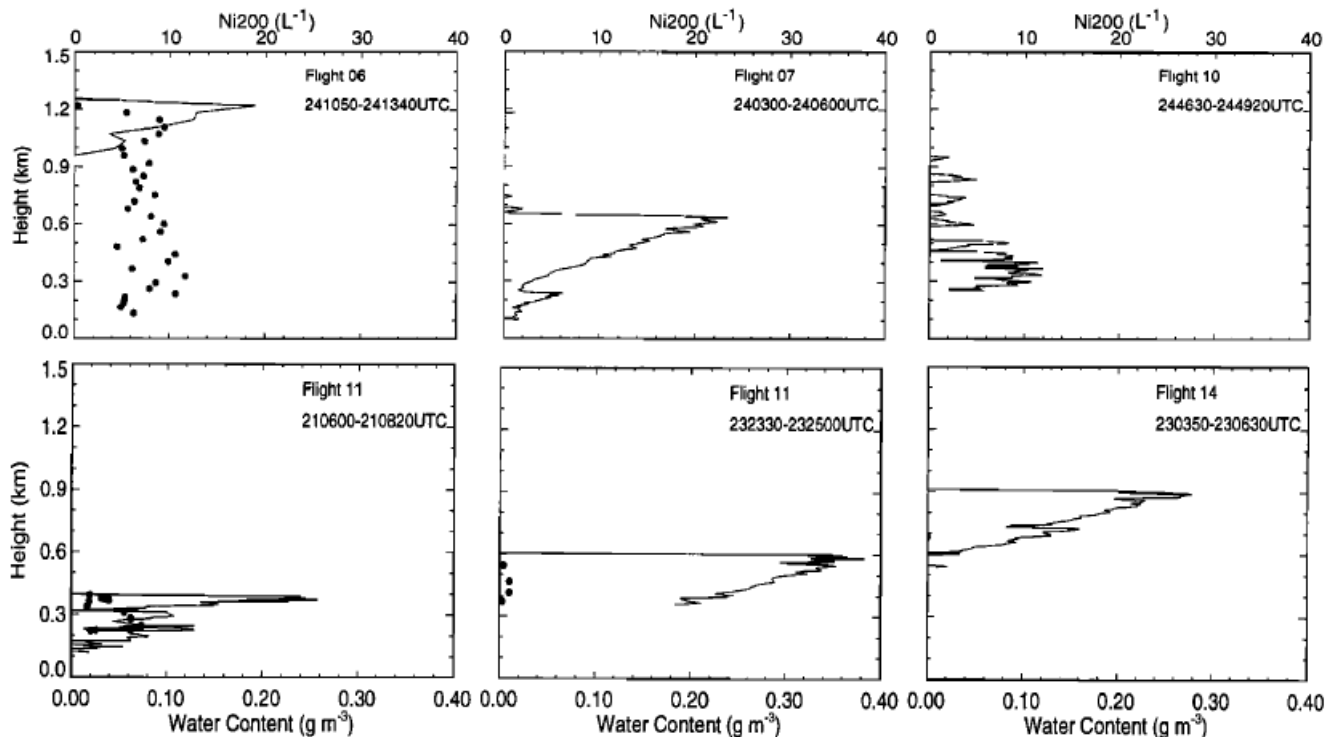 Ni200 (L⁻¹) Ni200 (L⁻¹) Ni200 (L⁻¹)
0 10 20 30 40 0 10 20 30 40 0 10 20 30 40
1.5
Flight 06 Flight 07 Flight 10
241050-241340UTC 240300-240600UTC 244630-244920UTC
1.2
0.9
Height (km)
0.6
0.3
0.0
1.5
Flight 11 Flight 11 Flight 14
210600-210820UTC 232330-232500UTC 230350-230630UTC
1.2
0.9
Height (km)
0.6
0.3
0.0
0.00 0.10 0.20 0.30 0.40 0.00 0.10 0.20 0.30 0.40 0.00 0.10 0.20 0.30 0.40
Water Content (g m⁻³) Water Content (g m⁻³) Water Content (g m⁻³)